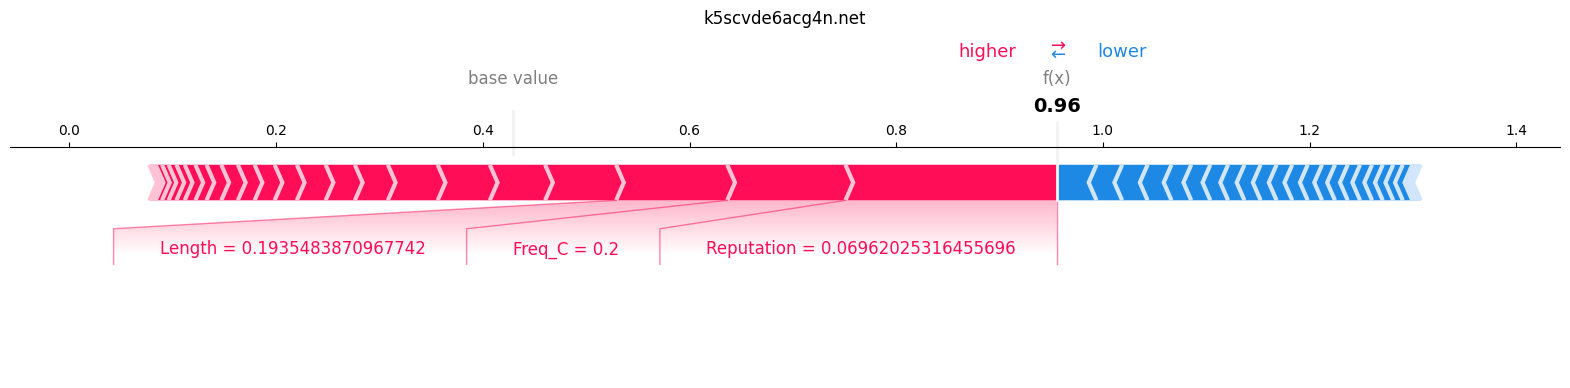 k5scvde6acg4n.net
higher → ← lower
base value f(x)
0.96
0.0 0.2 0.4 0.6 0.8 1.0 1.2 1.4
Length = 0.1935483870967742 Freq_C = 0.2 Reputation = 0.06962025316455696